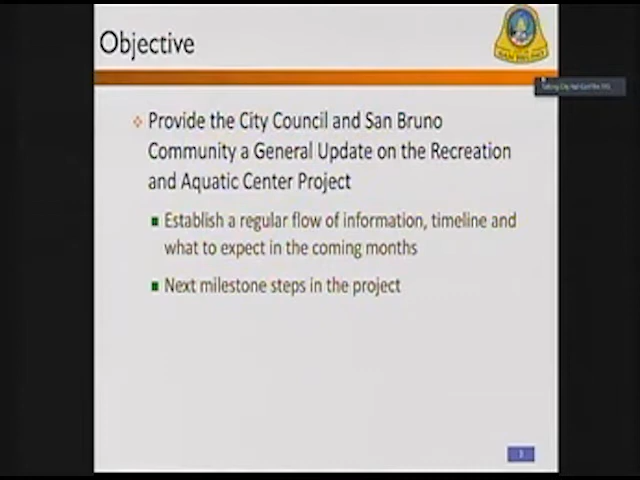 Objective
SAN BRUNO
Provide the City Council and San Bruno
Community a General Update on the Recreation
and Aquatic Center Project
Establish a regular flow of information, timeline and
what to expect in the coming months
Next milestone steps in the project